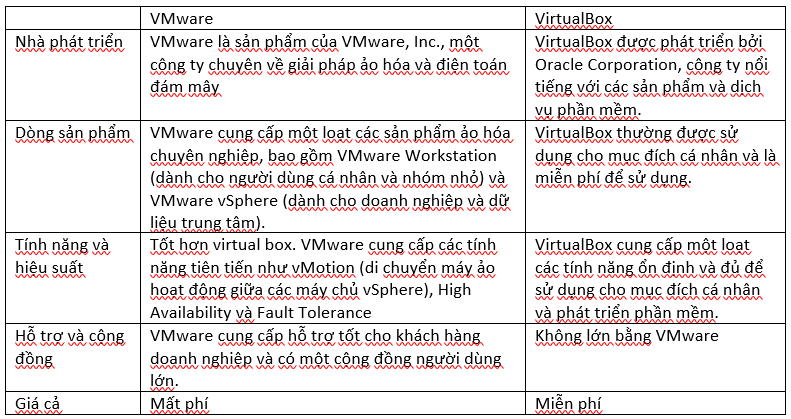 VMware
VirtualBox
Nhà phát triển
VMware là sản phẩm của VMware, Inc., một
công ty chuyên về giải pháp ảo hóa và điện toán
đám mây
VirtualBox được phát triển bởi
Oracle Corporation, công ty nổi
tiếng với các sản phẩm và dịch
vụ phần mềm.
Dòng sản phẩm
VMware cung cấp một loạt các sản phẩm ảo hóa
chuyên nghiệp, bao gồm VMware Workstation
(dành cho người dùng cá nhân và nhóm nhỏ) và
VMware vSphere (dành cho doanh nghiệp và dữ
liệu trung tâm).
VirtualBox thường được sử
dụng cho mục đích cá nhân và là
miễn phí để sử dụng.
Tính năng và
hiệu suất
Tốt hơn virtual box. VMware cung cấp các tính
năng tiên tiến như vMotion (di chuyển máy ảo
hoạt động giữa các máy chủ vSphere), High
Availability và Fault Tolerance
VirtualBox cung cấp một loạt
các tính năng ổn định và đủ để
sử dụng cho mục đích cá nhân
và phát triển phần mềm.
Hỗ trợ và cộng
đồng
VMware cung cấp hỗ trợ tốt cho khách hàng
doanh nghiệp và có một cộng đồng người dùng
lớn.
Không lớn bằng VMware
Giá cả
Mất phí
Miễn phí